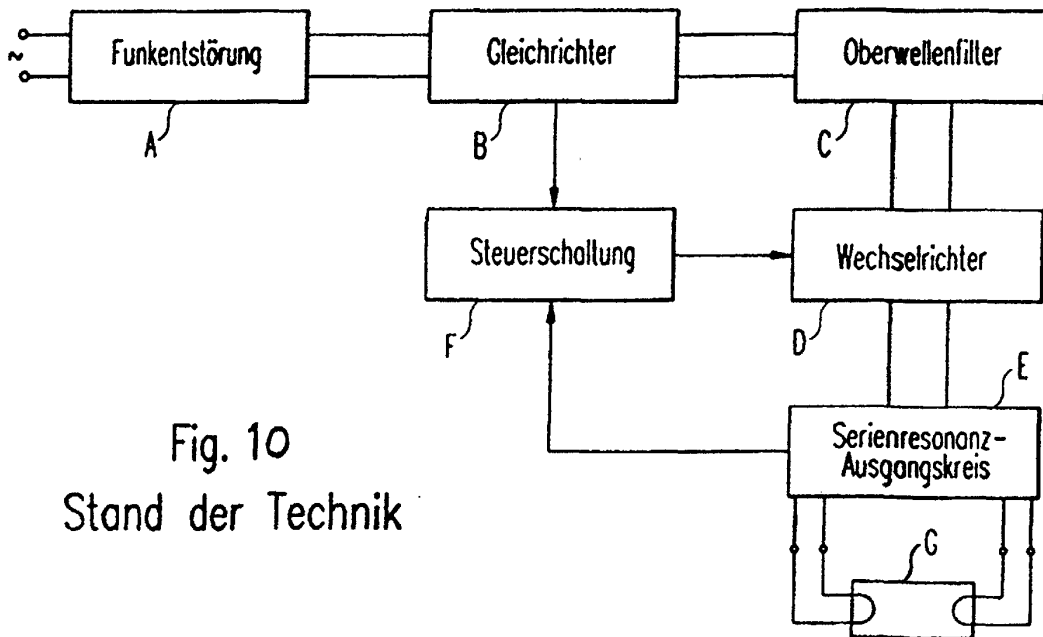 ~
Funkentstörung
Gleichrichter
Oberwellenfilter
A
B
C
Steuerschaltung
Wechselrichter
F
D
E
Serienresonanz-
Ausgangskreis
Fig. 10
Stand der Technik
G